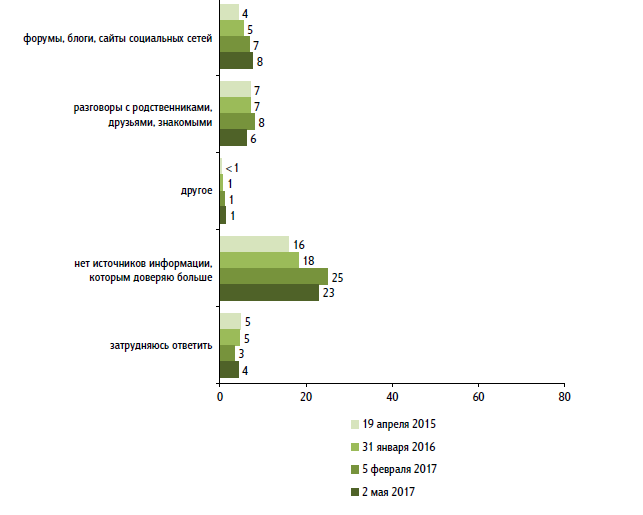 форумы, блоги, сайты социальных сетей
4
5
7
8
разговоры с родственниками,
друзьями, знакомыми
7
7
8
6
другое
<1
1
1
1
нет источников информации,
которым доверяю больше
16
18
25
23
затрудняюсь ответить
5
5
3
4
0 20 40 60 80
19 апреля 2015
31 января 2016
5 февраля 2017
2 мая 2017